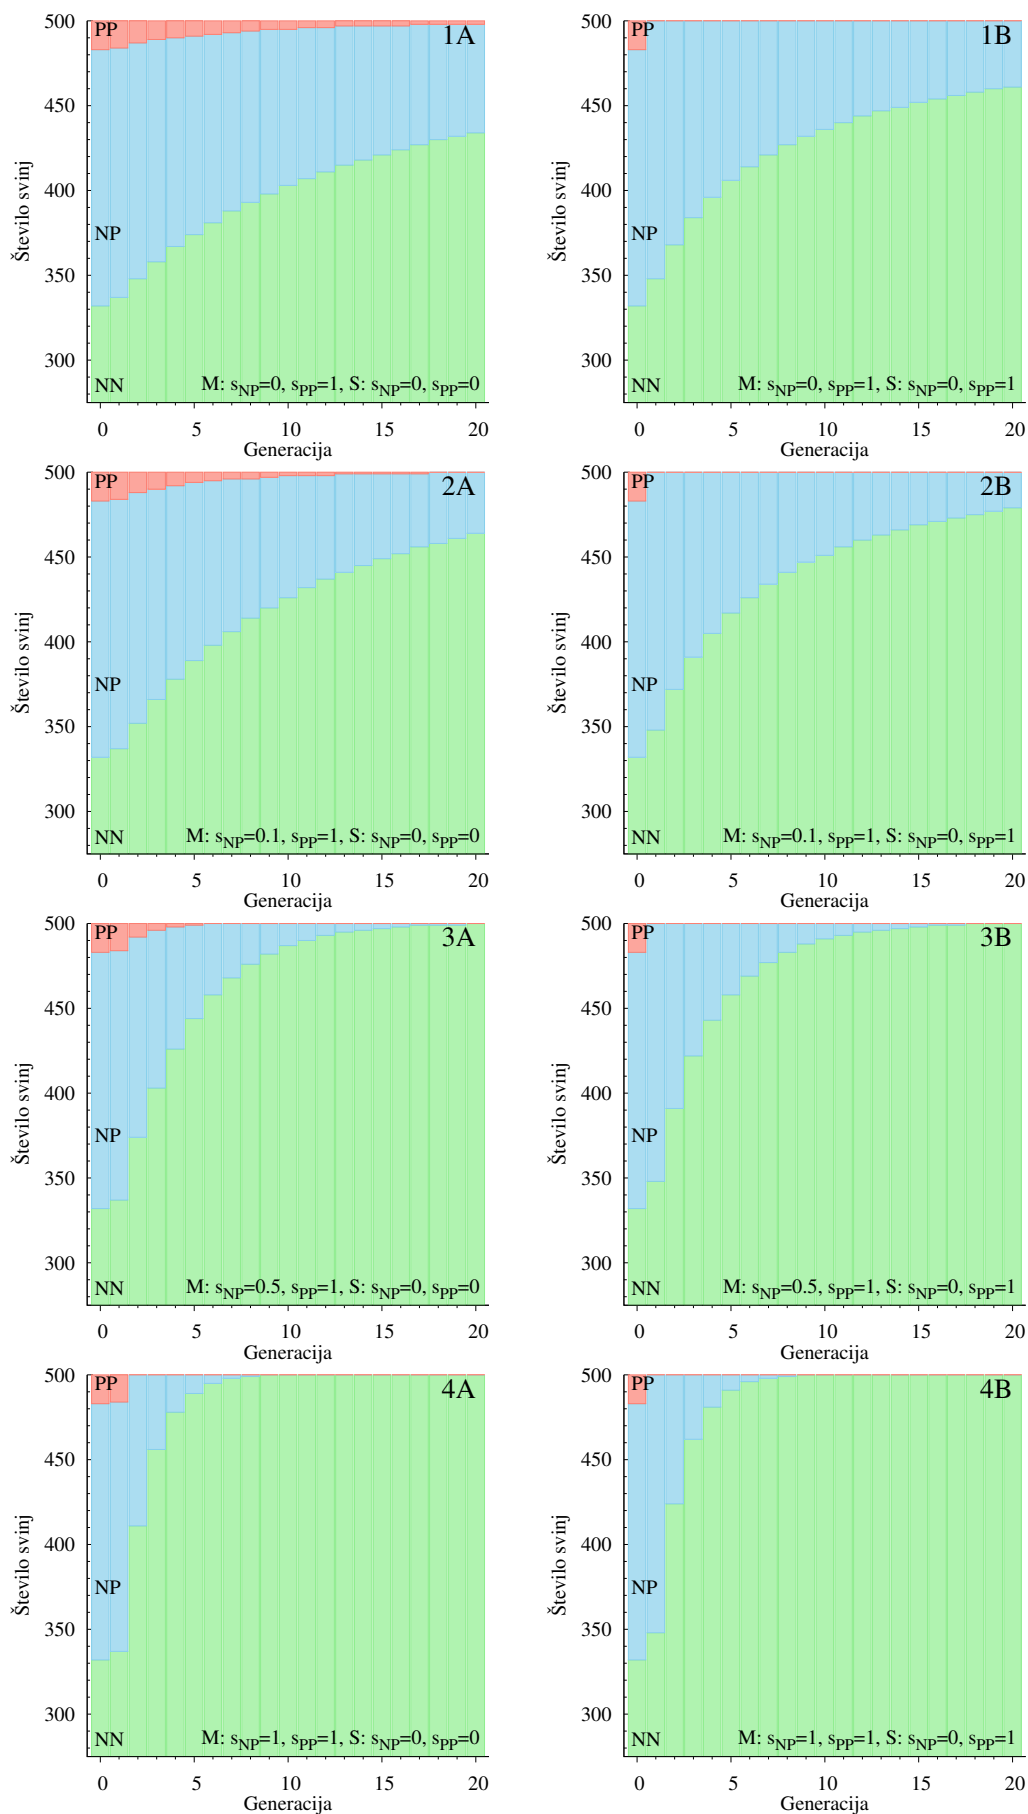 500 PP 1A
450
400
NP
350
300
NN M: sNP=0, sPP=1, S: sNP=0, sPP=0
0 5 10 15 20
Generacija
Število svinj
500 PP 1B
450
400
NP
350
300
NN M: sNP=0, sPP=1, S: sNP=0, sPP=1
0 5 10 15 20
Generacija
Število svinj
500 PP 2A
450
400
NP
350
300
NN M: sNP=0.1, sPP=1, S: sNP=0, sPP=0
0 5 10 15 20
Generacija
Število svinj
500 PP 2B
450
400
NP
350
300
NN M: sNP=0.1, sPP=1, S: sNP=0, sPP=1
0 5 10 15 20
Generacija
Število svinj
500 PP 3A
450
400
NP
350
300
NN M: sNP=0.5, sPP=1, S: sNP=0, sPP=0
0 5 10 15 20
Generacija
Število svinj
500 PP 3B
450
400
NP
350
300
NN M: sNP=0.5, sPP=1, S: sNP=0, sPP=1
0 5 10 15 20
Generacija
Število svinj
500 PP 4A
450
400
NP
350
300
NN M: sNP=1, sPP=1, S: sNP=0, sPP=0
0 5 10 15 20
Generacija
Število svinj
500 PP 4B
450
400
NP
350
300
NN M: sNP=1, sPP=1, S: sNP=0, sPP=1
0 5 10 15 20
Generacija
Število svinj